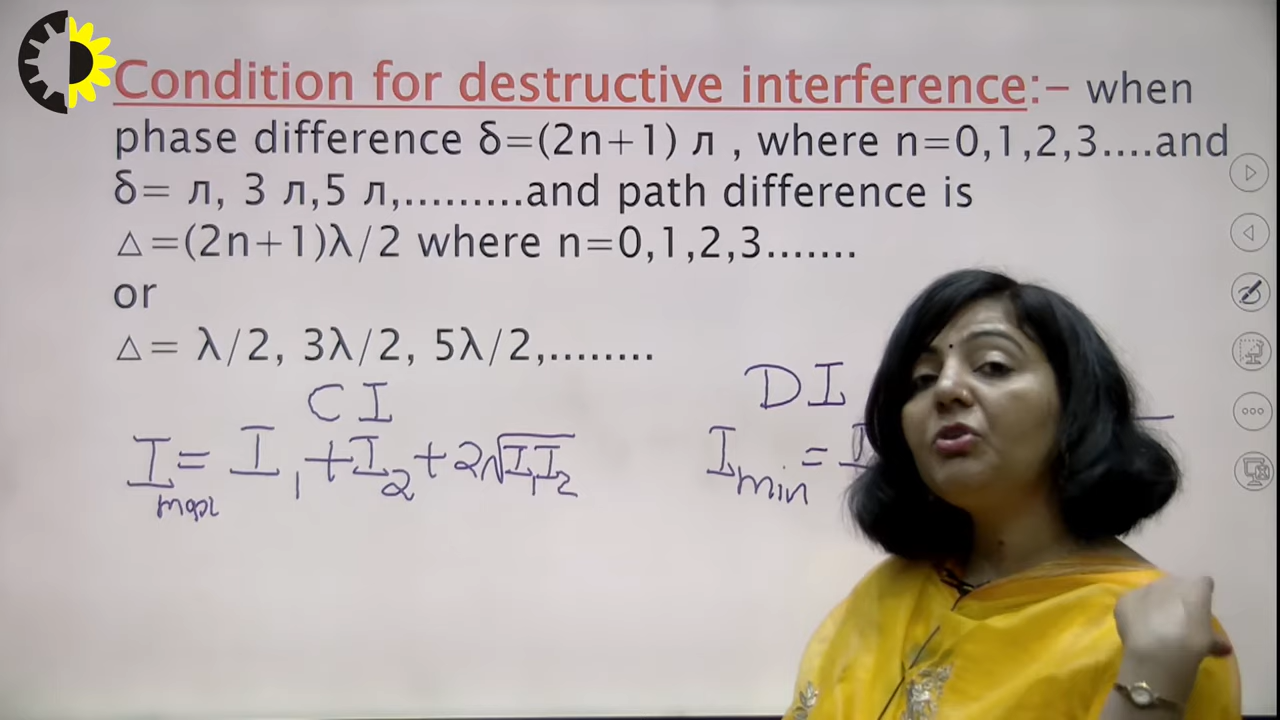 Condition for destructive interference:– when
phase difference δ=(2n+1) л , where n=0,1,2,3....and
δ= л, 3 л,5 л,.........and path difference is
△=(2n+1)λ/2 where n=0,1,2,3.......
or
△= λ/2, 3λ/2, 5λ/2,........
CI DI
I max = I1 + I2 + 2√I1I2 I min = I